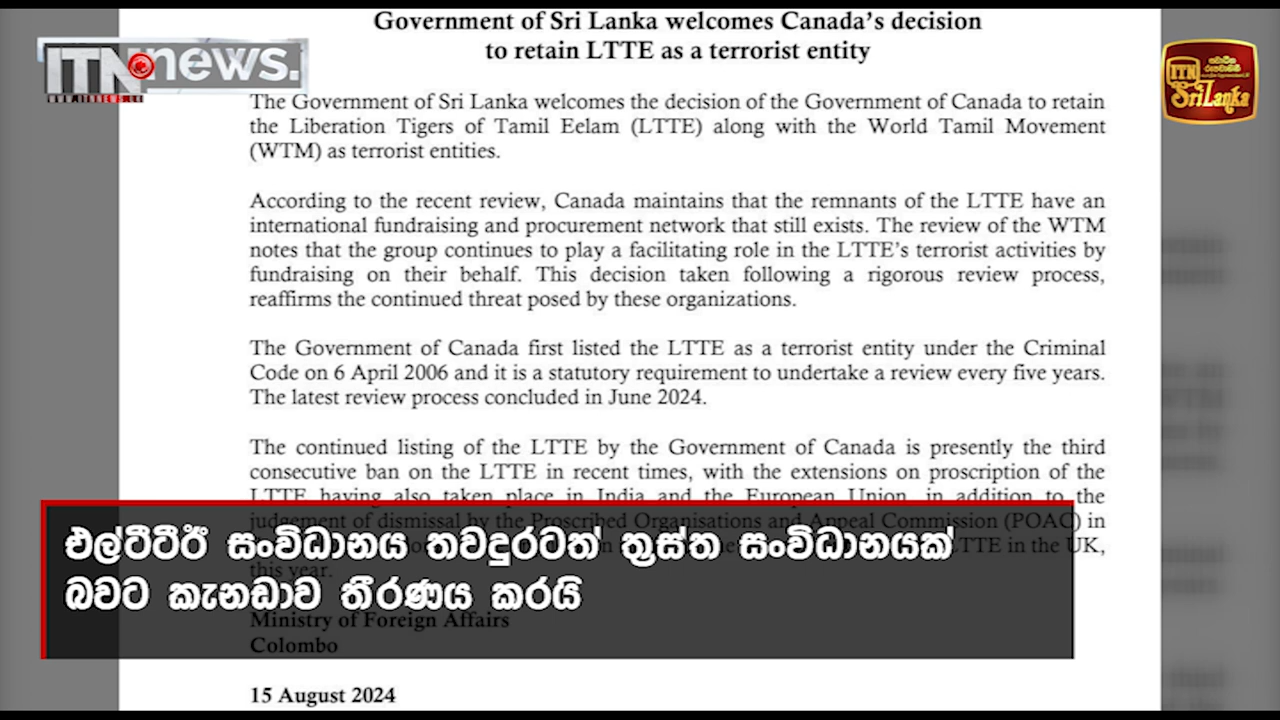 Government of Sri Lanka welcomes Canada's decision
to retain LTTE as a terrorist entity
ITN news.
WWW.ITNNEWS.LK
ITN
Sri Lanka
The Government of Sri Lanka welcomes the decision of the Government of Canada to retain
the Liberation Tigers of Tamil Eelam (LTTE) along with the World Tamil Movement
(WTM) as terrorist entities.
According to the recent review, Canada maintains that the remnants of the LTTE have an
international fundraising and procurement network that still exists. The review of the WTM
notes that the group continues to play a facilitating role in the LTTE's terrorist activities by
fundraising on their behalf. This decision taken following a rigorous review process,
reaffirms the continued threat posed by these organizations.
The Government of Canada first listed the LTTE as a terrorist entity under the Criminal
Code on 6 April 2006 and it is a statutory requirement to undertake a review every five years.
The latest review process concluded in June 2024.
The continued listing of the LTTE by the Government of Canada is presently the third
consecutive ban on the LTTE in recent times, with the extensions on proscription of the
LTTE having also taken place in India and the European Union, in addition to the
judgement of dismissal by the Proscribed Organisations and Appeal Commission (POAC) in
LTTE in the UK,
this year.
එල්ටීටීඊ සංවිධානය තවදුරටත් ත්‍රස්ත සංවිධානයක්
බවට කැනඩාව තීරණය කරයි
Ministry of Foreign Affairs
Colombo
15 August 2024